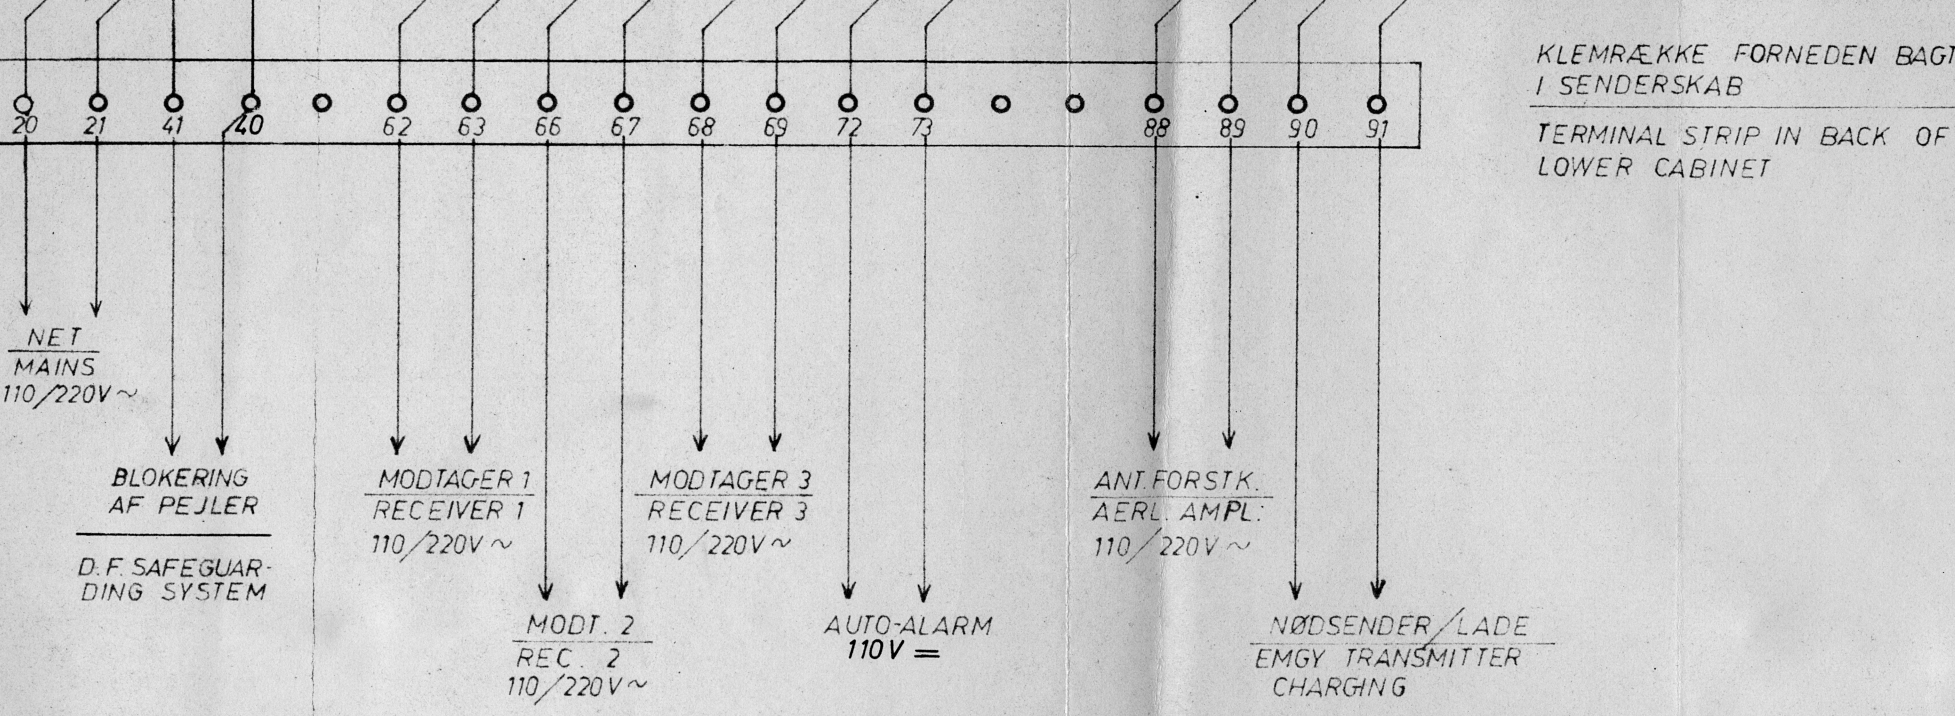 KLEMRÆKKE FORNEDEN BAGT
I SENDERSKAB
TERMINAL STRIP IN BACK OF
LOWER CABINET
20 21 41 40 62 63 66 67 68 69 72 73 88 89 90 91
NET
MAINS
110/220V~
BLOKERING
AF PEJLER
D.F. SAFEGUAR-
DING SYSTEM
MODTAGER 1
RECEIVER 1
110/220V~
MODT. 2
REC. 2
110/220V~
MODTAGER 3
RECEIVER 3
110/220V~
AUTO-ALARM
110V =
ANT.FORSTK.
AERL. AMPL.
110/220V~
NØDSENDER/LADE
EMGY TRANSMITTER
CHARGING